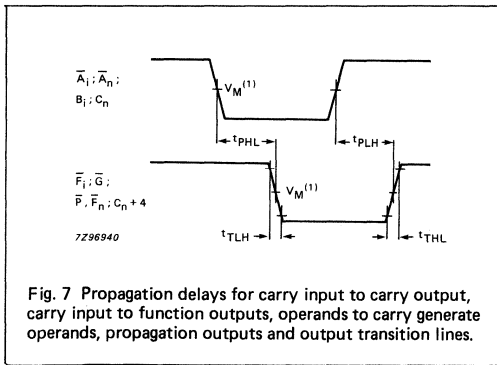 A̅i ; A̅n ;
Bi ; Cn
VM(1)
tPHL
tPLH
F̅i ; G̅ ;
P̅ , F̅n ; Cn + 4
VM(1)
7Z96940
tTLH
tTHL
Fig. 7 Propagation delays for carry input to carry output,
carry input to function outputs, operands to carry generate
operands, propagation outputs and output transition lines.